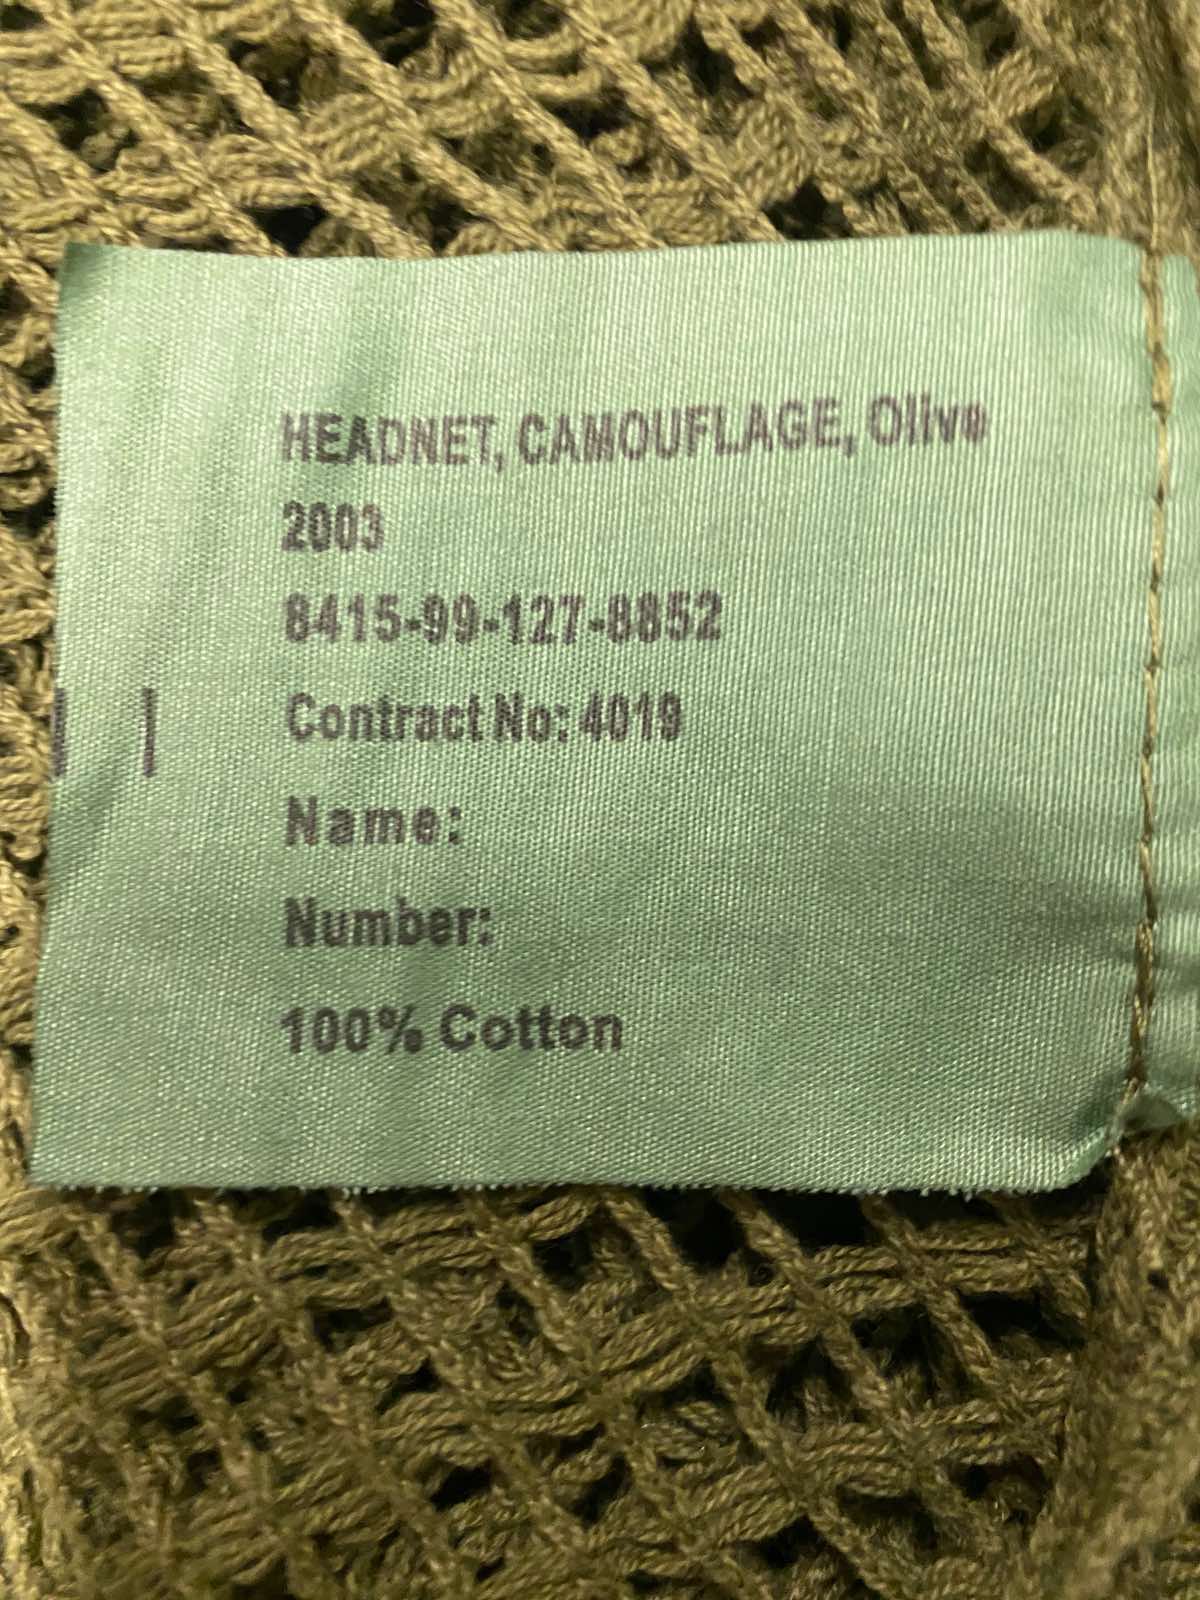 HEADNET, CAMOUFLAGE, Olive
2003
8415-99-127-8852
Contract No: 4019
Name:
Number:
100% Cotton